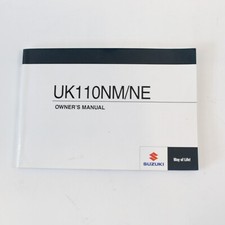 UK110NM/NE
OWNER'S MANUAL
SUZUKI
Way of Life!